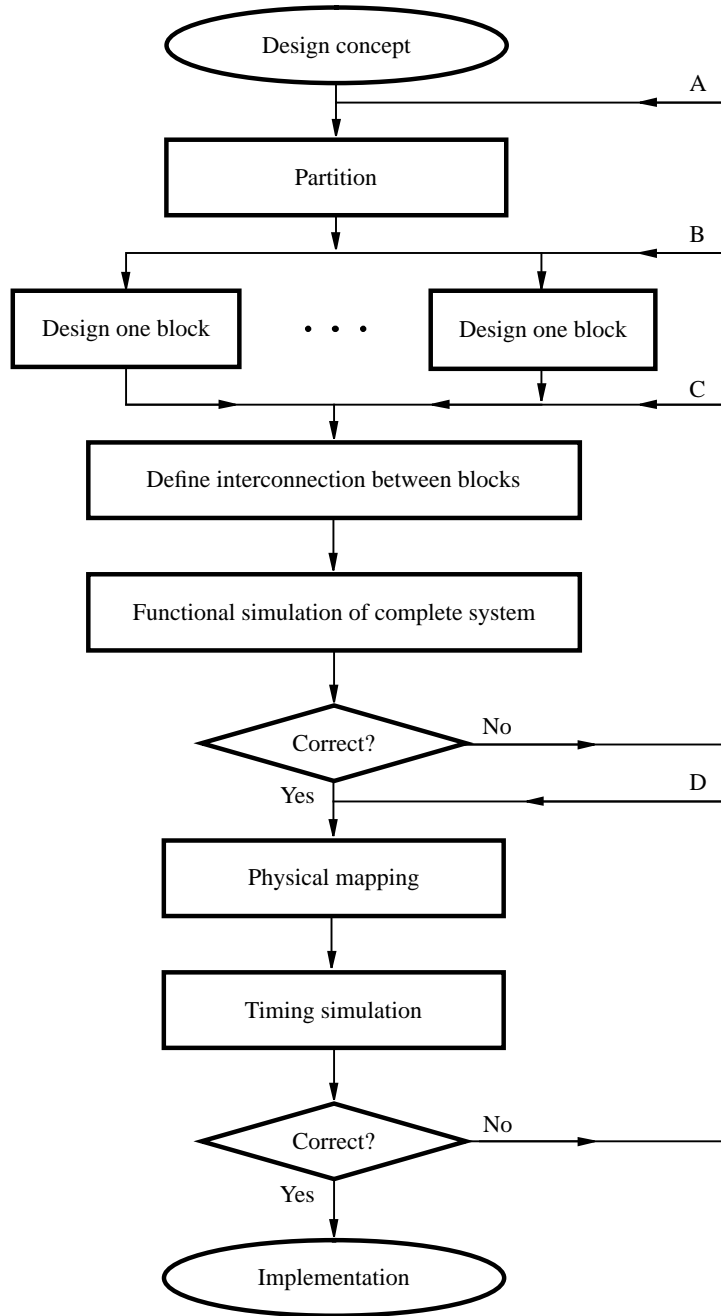 Design concept
A
Partition
B
Design one block
Design one block
C
Define interconnection between blocks
Functional simulation of complete system
Correct?
No
Yes
D
Physical mapping
Timing simulation
Correct?
No
Yes
Implementation